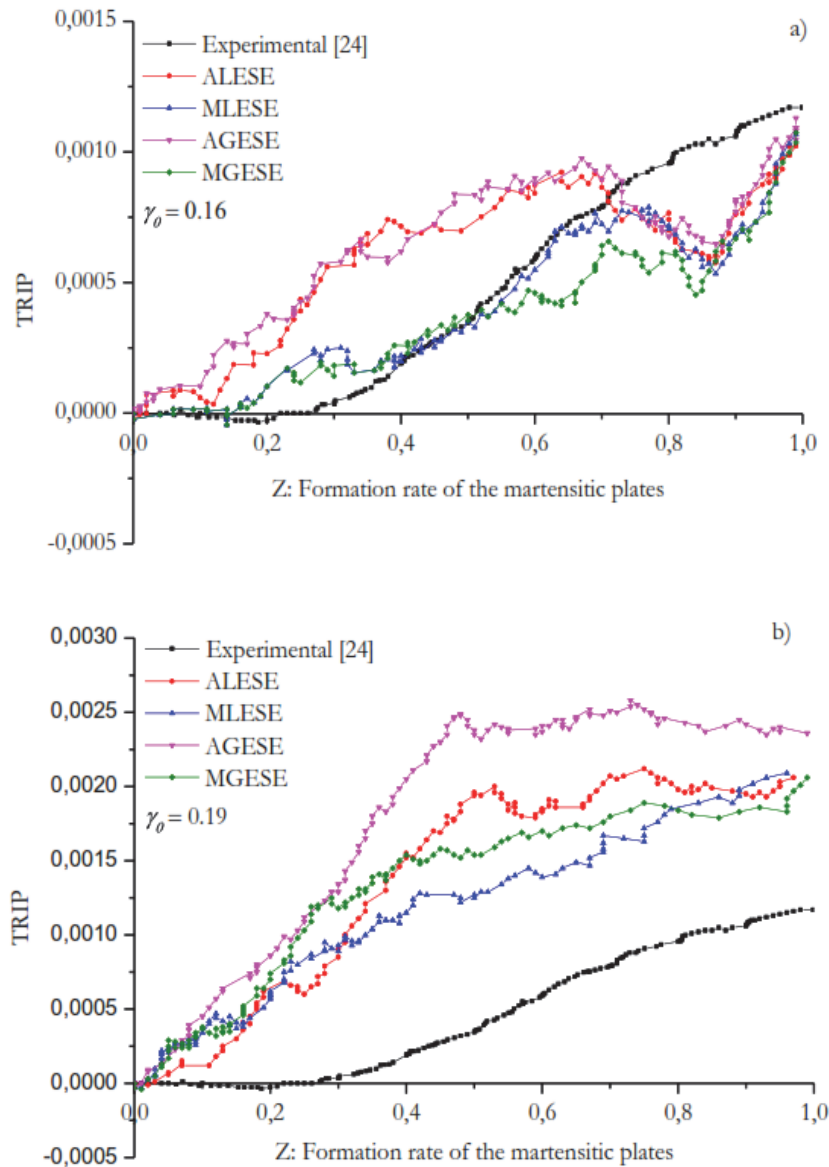 0,0015
a)
Experimental [24]
ALESE
0,0010
MLESE
AGESE
MGESE
γ₀ = 0.16
0,0005
TRIP
0,0000
0,0 0,2 0,4 0,6 0,8 1,0
Z: Formation rate of the martensitic plates
-0,0005
0,0030
b)
Experimental [24]
ALESE
0,0025
MLESE
AGESE
0,0020
MGESE
γ₀ = 0.19
0,0015
TRIP
0,0010
0,0005
0,0000
0,0 0,2 0,4 0,6 0,8 1,0
Z: Formation rate of the martensitic plates
-0,0005